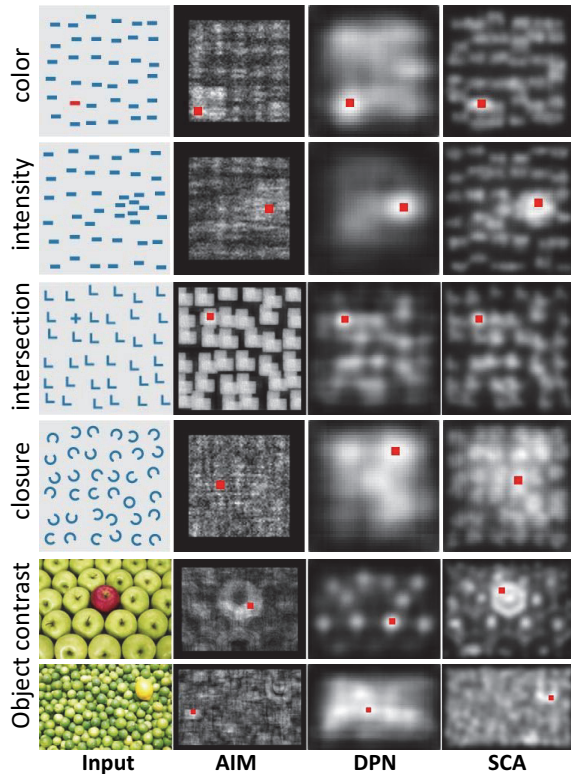 color
intensity
intersection
closure
Object contrast
Input AIM DPN SCA